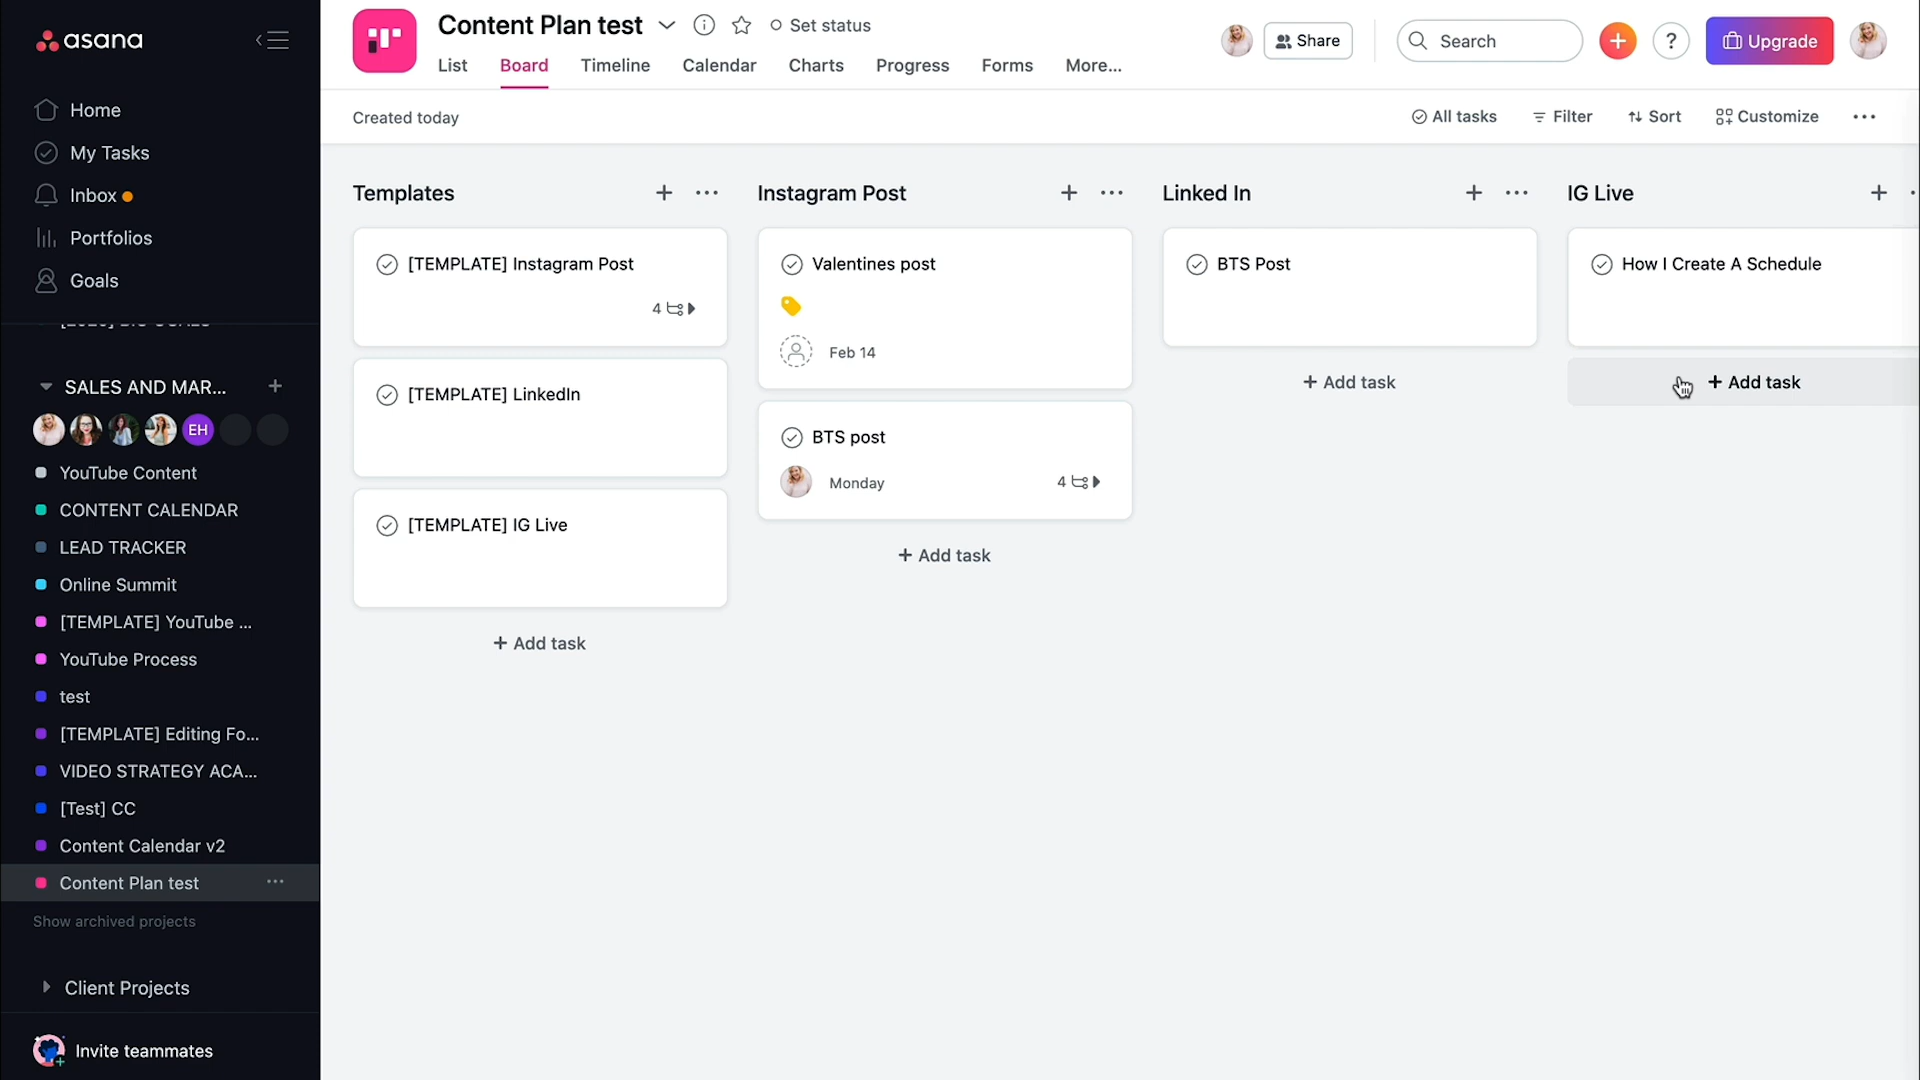 asana
Home
My Tasks
Inbox
Portfolios
Goals
SALES AND MAR...
EH
YouTube Content
CONTENT CALENDAR
LEAD TRACKER
Online Summit
[TEMPLATE] YouTube ...
YouTube Process
test
[TEMPLATE] Editing Fo...
VIDEO STRATEGY ACA...
[Test] CC
Content Calendar v2
Content Plan test
Show archived projects
Client Projects
Invite teammates
Content Plan test
Set status
List Board Timeline Calendar Charts Progress Forms More...
Share
Search
?
Upgrade
Created today
All tasks Filter Sort Customize
Templates
[TEMPLATE] Instagram Post
4
[TEMPLATE] LinkedIn
[TEMPLATE] IG Live
+ Add task
Instagram Post
Valentines post
Feb 14
BTS post
Monday
4
+ Add task
Linked In
BTS Post
+ Add task
IG Live
How I Create A Schedule
+ Add task